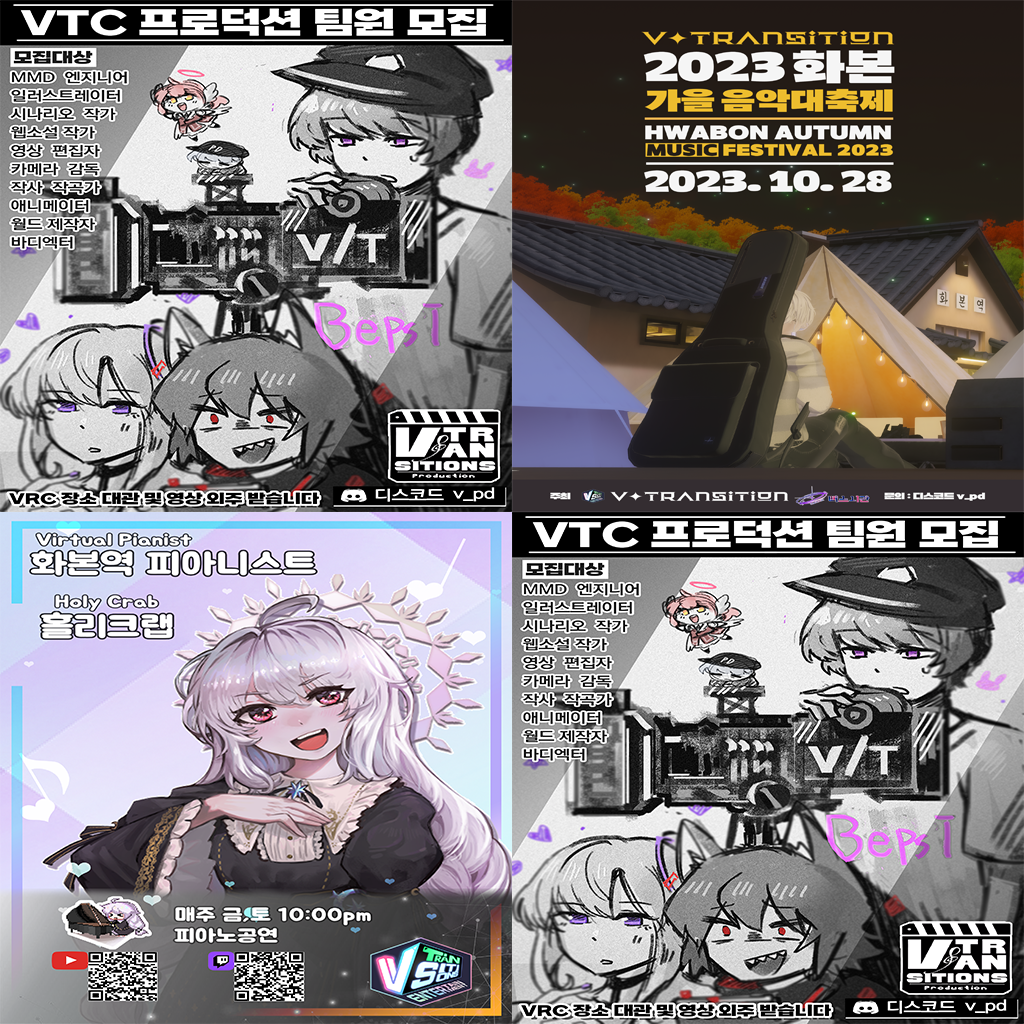 VTC 프로덕션 팀원 모집
모집대상
MMD 엔지니어
일러스트레이터
시나리오 작가
웹소설 작가
영상 편집자
카메라 감독
작사 작곡가
애니메이터
월드 제작자
바디엑터
PD
V/T
BepsI
V & TRANSITIONS
Production
VRC 장소 대관 및 영상 외주 받습니다
디스코드 v_pd
V✦TRANSITION
2023 화본
가을 음악대축제
HWABON AUTUMN
MUSIC FESTIVAL 2023
2023. 10. 28
화본역
주최
V✦TRANSITION
문의 : 디스코드 v_pd
Virtual Pianist
화본역 피아니스트
Holy Crab
홀리크랩
매주 금,토 10:00pm
피아노공연
VTC 프로덕션 팀원 모집
모집대상
MMD 엔지니어
일러스트레이터
시나리오 작가
웹소설 작가
영상 편집자
카메라 감독
작사 작곡가
애니메이터
월드 제작자
바디엑터
PD
V/T
BepsI
V & TRANSITIONS
Production
VRC 장소 대관 및 영상 외주 받습니다
디스코드 v_pd